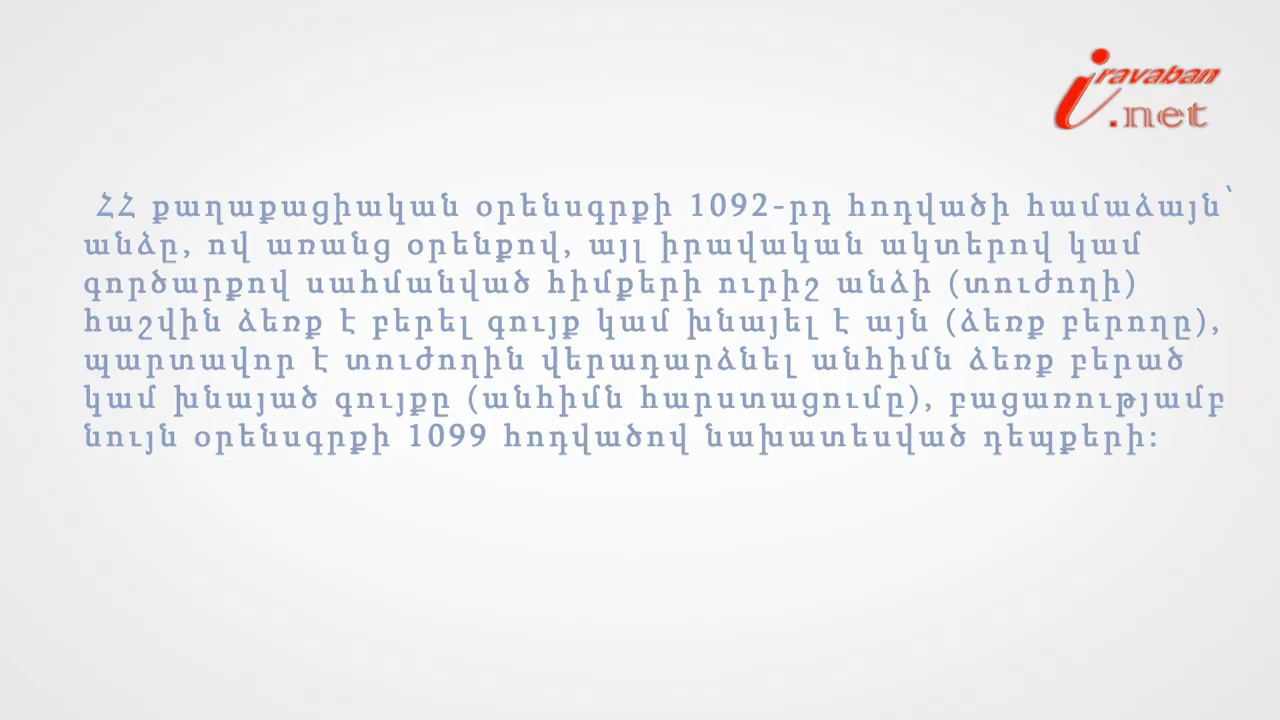 iravaban
.net
ՀՀ քաղաքացիական օրենսգրքի 1092-րդ հոդվածի համաձայն՝
անձը, ով առանց օրենքով, այլ իրավական ակտերով կամ
գործարքով սահմանված հիմքերի ուրիշ անձի (տուժողի)
հաշվին ձեռք է բերել գույք կամ խնայել է այն (ձեռք բերողը),
պարտավոր է տուժողին վերադարձնել անհիմն ձեռք բերած
կամ խնայած գույքը (անհիմն հարստացումը), բացառությամբ
նույն օրենսգրքի 1099 հոդվածով նախատեսված դեպքերի: